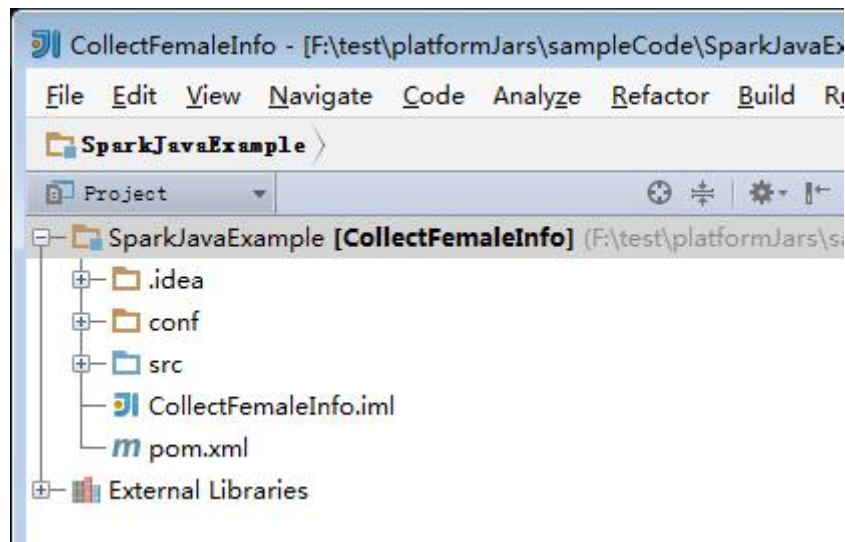 CollectFemaleInfo - [F:\test\platformJars\sampleCode\SparkJavaEx
File Edit View Navigate Code Analyze Refactor Build Ru
SparkJavaExample
Project
SparkJavaExample [CollectFemaleInfo] (F:\test\platformJars\sa
.idea
conf
src
CollectFemaleInfo.iml
pom.xml
External Libraries